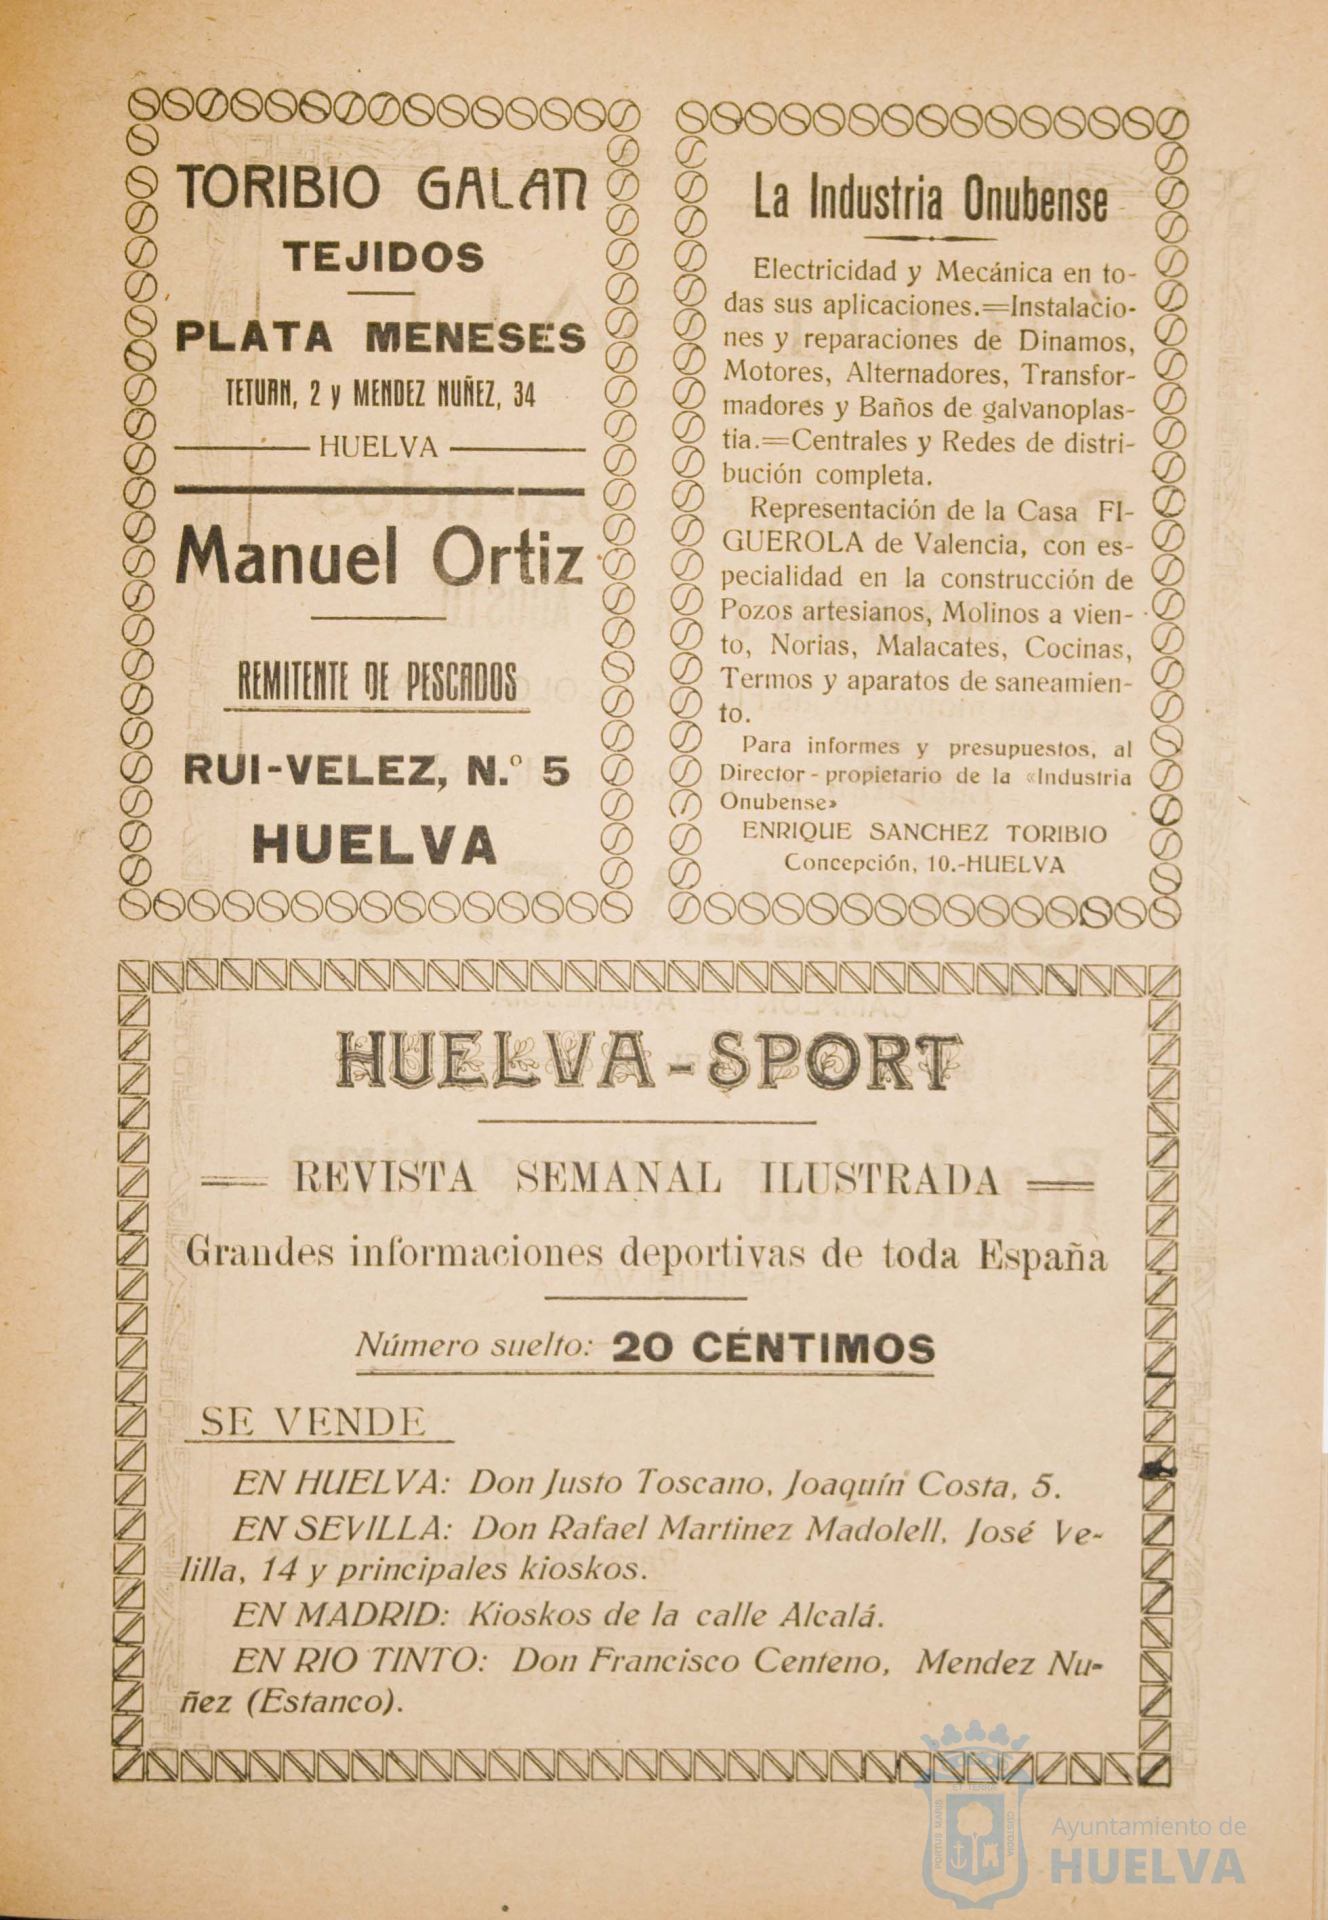 TORIBIO GALAN
TEJIDOS
PLATA MENESES
TETUAN, 2 y MENDEZ NUÑEZ, 34
HUELVA
Manuel Ortiz
REMITENTE DE PESCADOS
RUI-VELEZ, N.º 5
HUELVA
La Industria Onubense
Electricidad y Mecánica en to-
das sus aplicaciones.=Instalacio-
nes y reparaciones de Dinamos,
Motores, Alternadores, Transfor-
madores y Baños de galvanoplas-
tia.=Centrales y Redes de distri-
bución completa.
Representación de la Casa FI-
GUEROLA de Valencia, con es-
pecialidad en la construcción de
Pozos artesianos, Molinos a vien-
to, Norias, Malacates, Cocinas,
Termos y aparatos de saneamien-
to.
Para informes y presupuestos, al
Director-propietario de la «Industria
Onubense»
ENRIQUE SANCHEZ TORIBIO
Concepción, 10.-HUELVA
HUELVA-SPORT
REVISTA SEMANAL ILUSTRADA
Grandes informaciones deportivas de toda España
Número suelto: 20 CÉNTIMOS
SE VENDE
EN HUELVA: Don Justo Toscano, Joaquín Costa, 5.
EN SEVILLA: Don Rafael Martinez Madolell, José Ve-
lilla, 14 y principales kioskos.
EN MADRID: Kioskos de la calle Alcalá.
EN RIO TINTO: Don Francisco Centeno, Mendez Nu-
ñez (Estanco).
PORTUS MARIS ET TERRÆ CUSTODIA
Ayuntamiento de
HUELVA